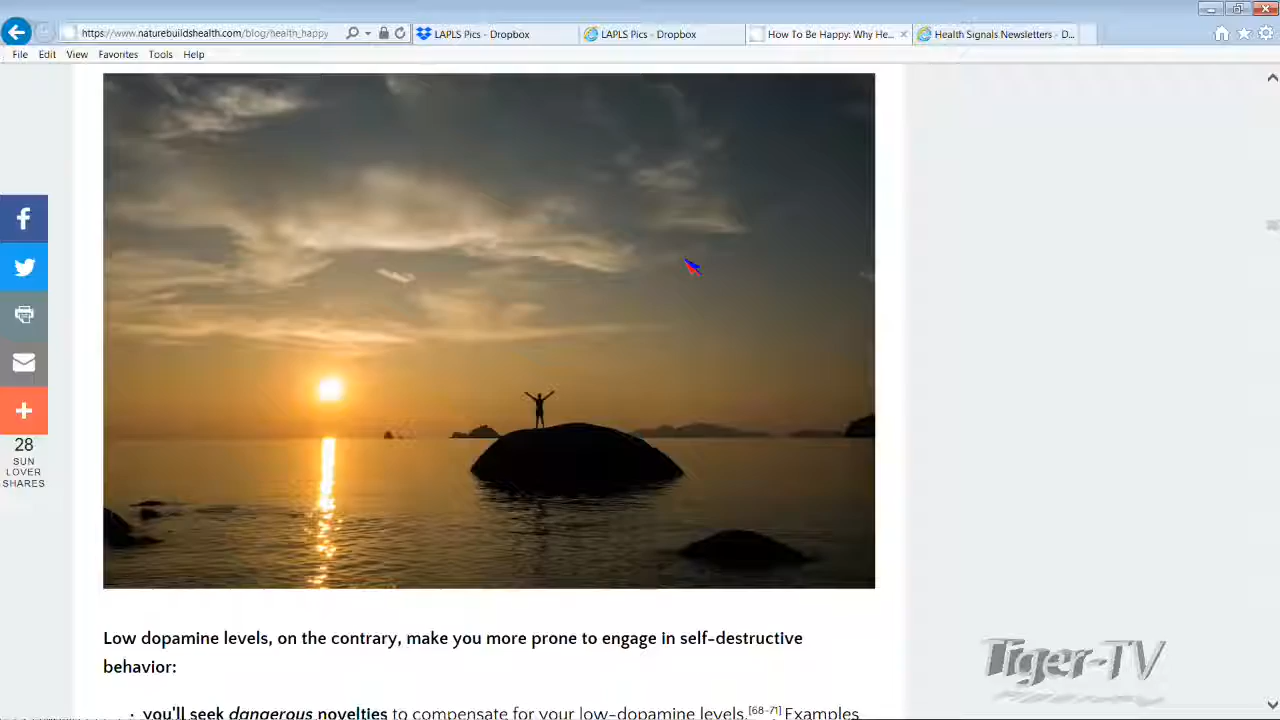 https://www.naturebuildshealth.com/blog/health_happy
LAPLS Pics - Dropbox
LAPLS Pics - Dropbox
How To Be Happy: Why He...
Health Signals Newsletters - D...
File Edit View Favorites Tools Help
28
SUN
LOVER
SHARES
Low dopamine levels, on the contrary, make you more prone to engage in self-destructive
behavior:
· you'll seek dangerous novelties to compensate for your low-dopamine levels.[68-71] Examples
Tiger-TV